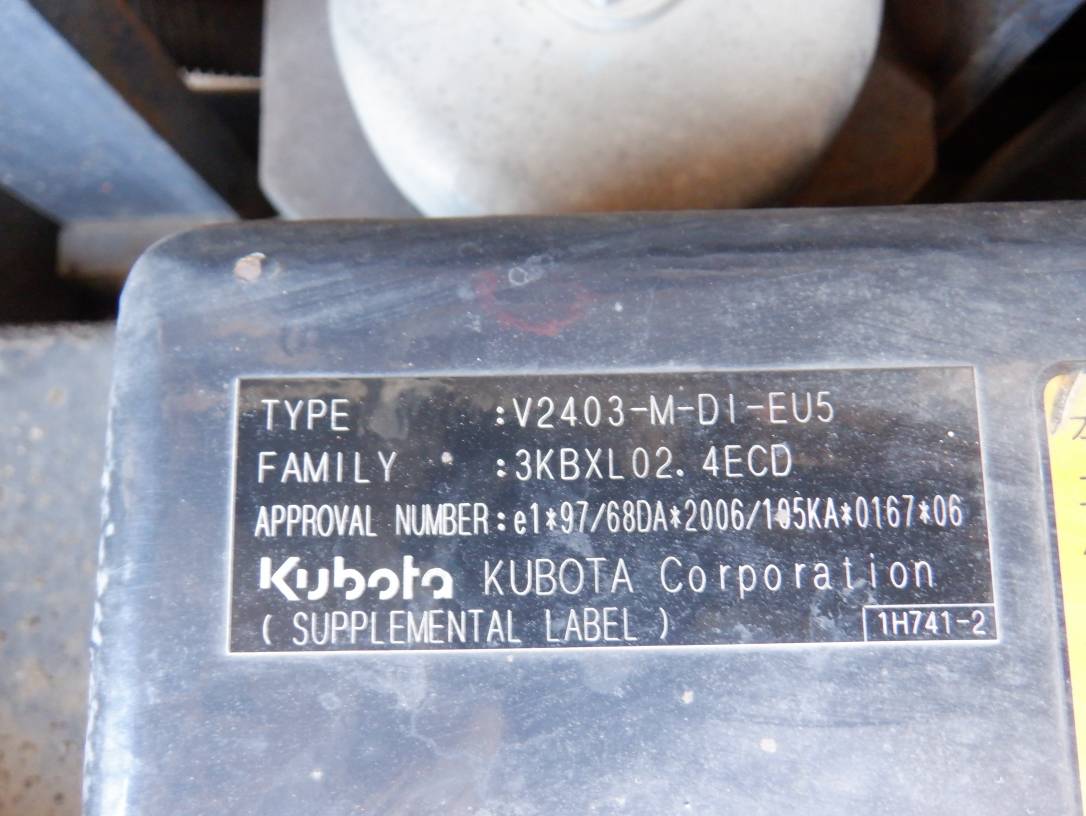 TYPE :V2403-M-DI-EU5
FAMILY :3KBXL02.4ECD
APPROVAL NUMBER:e1*97/68DA*2006/105KA*0167*06
Kubota KUBOTA Corporation
( SUPPLEMENTAL LABEL ) 1H741-2